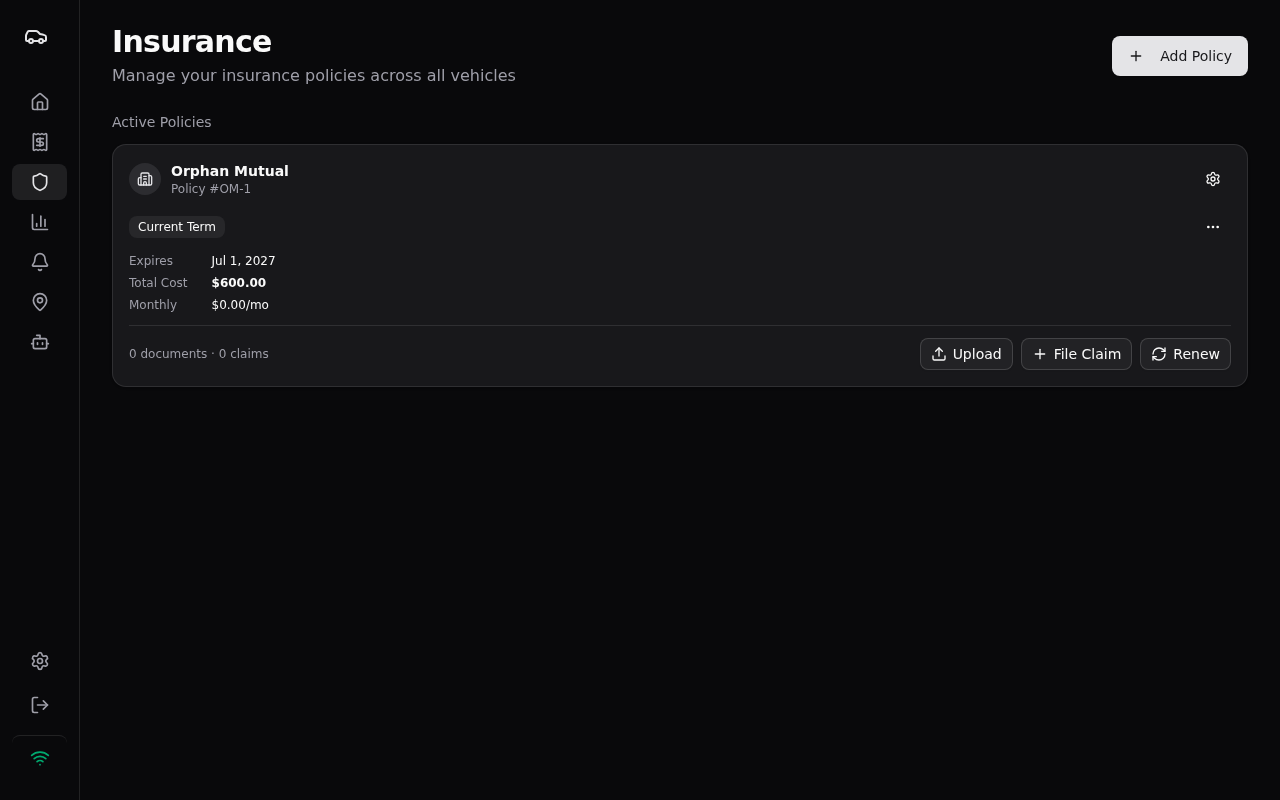 Insurance
Manage your insurance policies across all vehicles
Add Policy
Active Policies
Orphan Mutual
Policy #OM-1
Current Term
Expires Jul 1, 2027
Total Cost $600.00
Monthly $0.00/mo
0 documents · 0 claims
Upload
File Claim
Renew